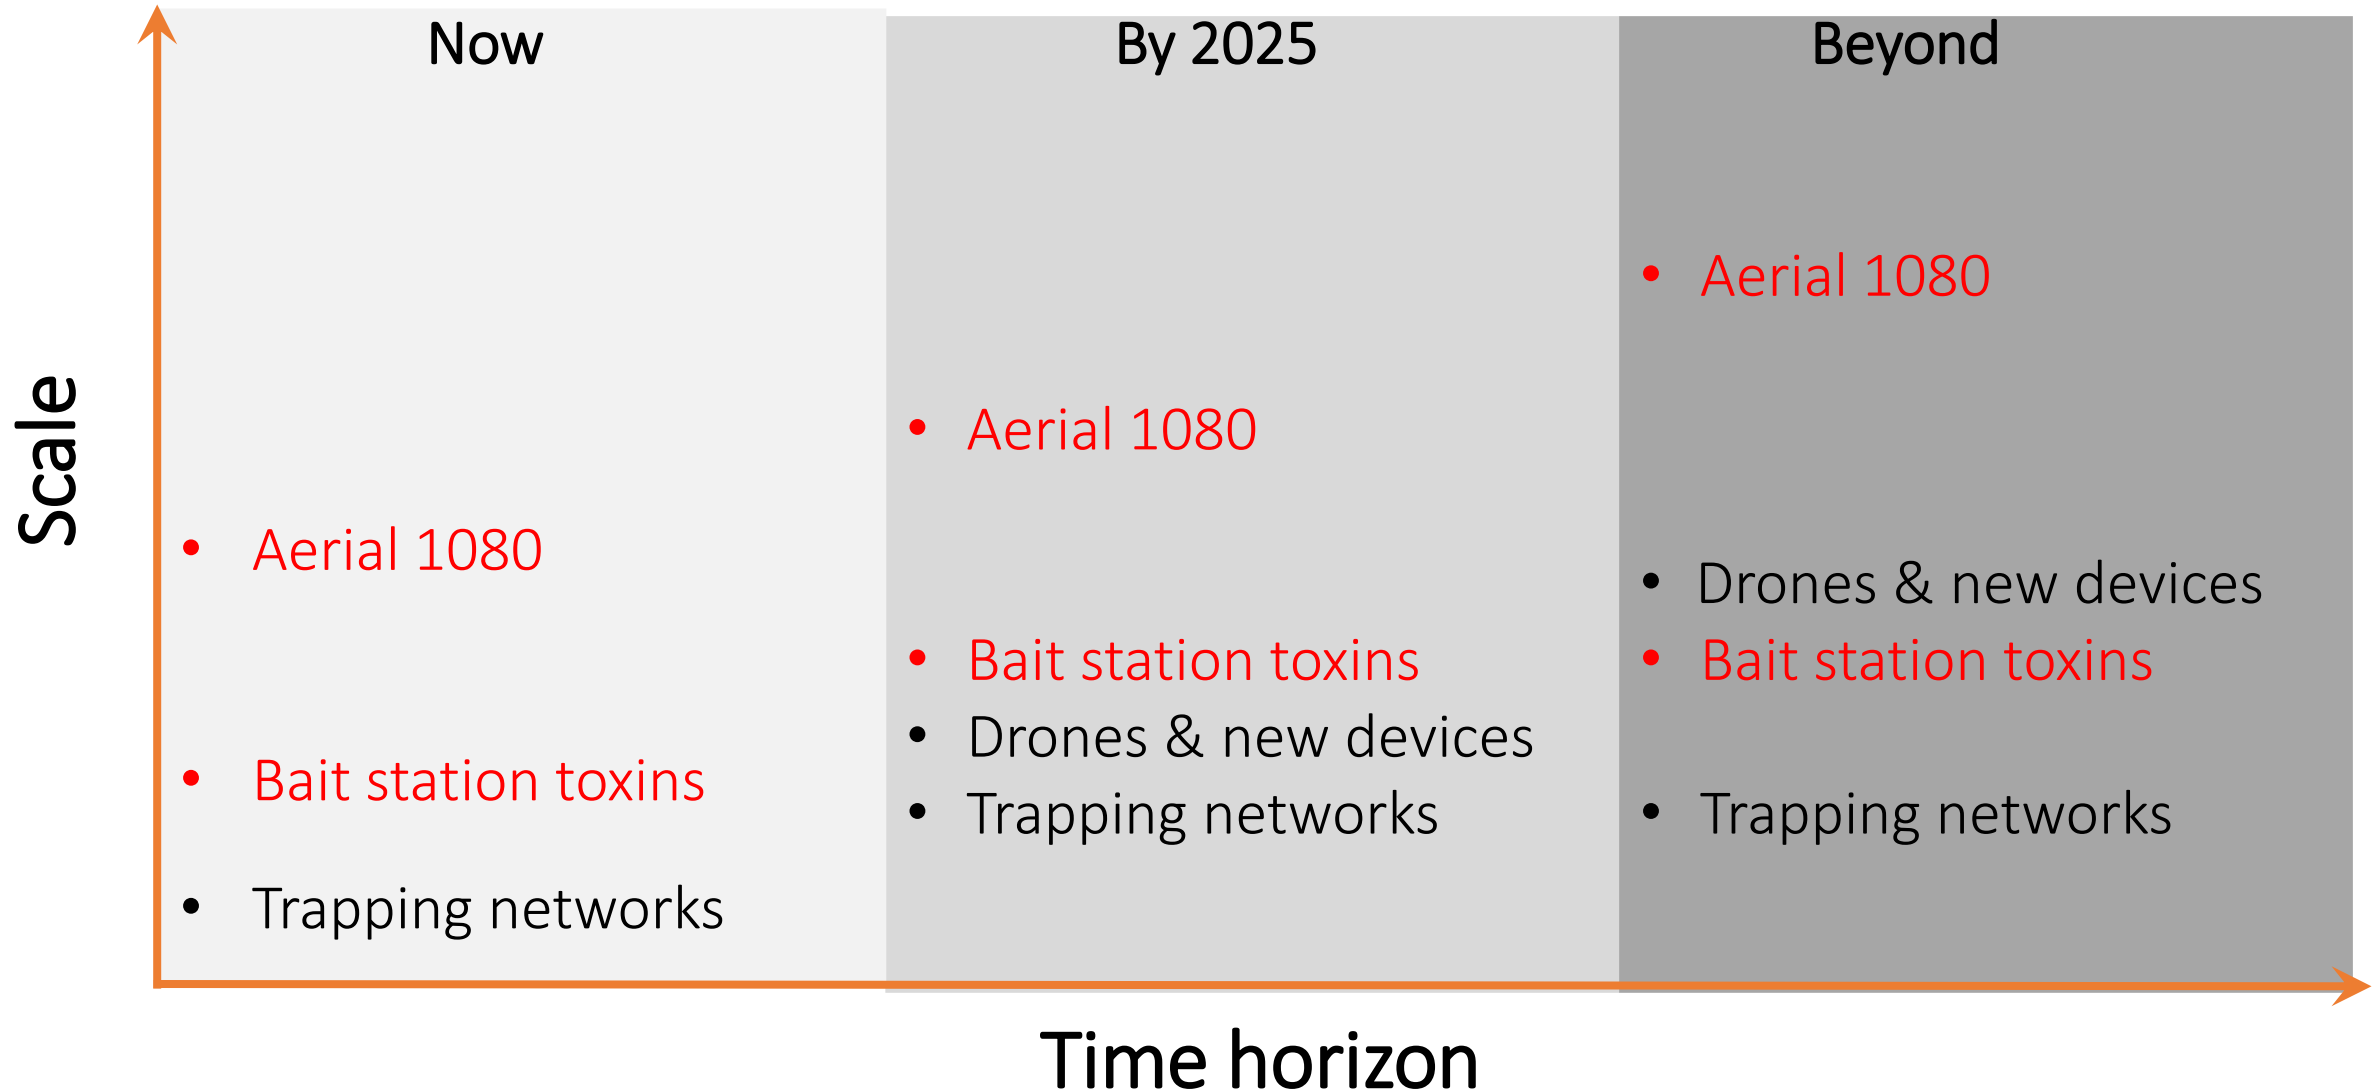 Now
By 2025
Beyond
Scale
• Aerial 1080
• Bait station toxins
• Trapping networks
• Aerial 1080
• Bait station toxins
• Drones & new devices
• Trapping networks
• Aerial 1080
• Drones & new devices
• Bait station toxins
• Trapping networks
Time horizon